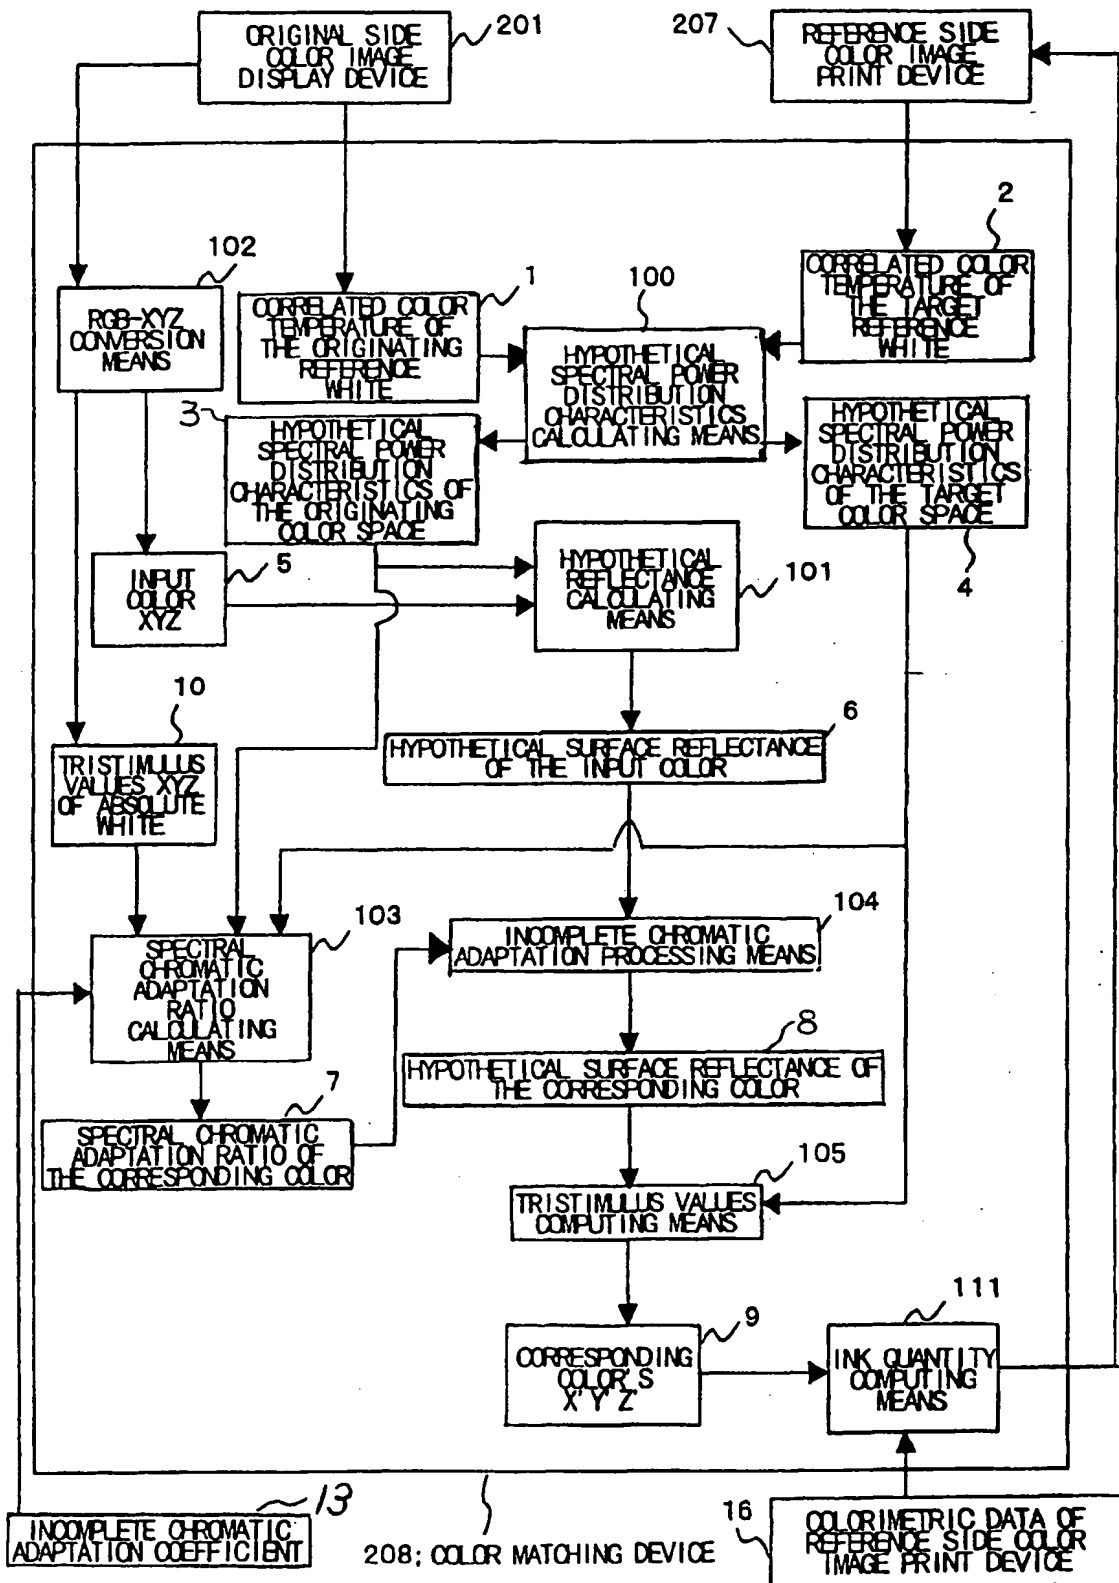 ORIGINAL SIDE
COLOR IMAGE
DISPLAY DEVICE
201
207
REFERENCE SIDE
COLOR IMAGE
PRINT DEVICE
102
RGB-XYZ
CONVERSION
MEANS
1
CORRELATED COLOR
TEMPERATURE OF
THE ORIGINATING
REFERENCE
WHITE
100
HYPOTHETICAL
SPECTRAL POWER
DISTRIBUTION
CHARACTERISTICS
CALCULATING MEANS
2
CORRELATED COLOR
TEMPERATURE OF
THE TARGET
REFERENCE
WHITE
3
HYPOTHETICAL
SPECTRAL POWER
DISTRIBUTION
CHARACTERISTICS OF
THE ORIGINATING
COLOR SPACE
HYPOTHETICAL
SPECTRAL POWER
DISTRIBUTION
CHARACTERISTICS
OF THE TARGET
COLOR SPACE
4
INPUT
COLOR
XYZ
5
HYPOTHETICAL
REFLECTANCE
CALCULATING
MEANS
101
10
TRISTIMULUS
VALUES XYZ
OF ABSOLUTE
WHITE
6
HYPOTHETICAL SURFACE REFLECTANCE
OF THE INPUT COLOR
103
SPECTRAL
CHROMATIC
ADAPTATION
RATIO
CALCULATING
MEANS
104
INCOMPLETE CHROMATIC
ADAPTATION PROCESSING MEANS
8
HYPOTHETICAL SURFACE REFLECTANCE OF
THE CORRESPONDING COLOR
7
SPECTRAL CHROMATIC
ADAPTATION RATIO OF
THE CORRESPONDING COLOR
105
TRISTIMULUS VALUES
COMPUTING MEANS
9
CORRESPONDING
COLOR'S
X'Y'Z'
111
INK QUANTITY
COMPUTING
MEANS
13
INCOMPLETE CHROMATIC
ADAPTATION COEFFICIENT
208; COLOR MATCHING DEVICE
16
COLORIMETRIC DATA OF
REFERENCE SIDE COLOR
IMAGE PRINT DEVICE